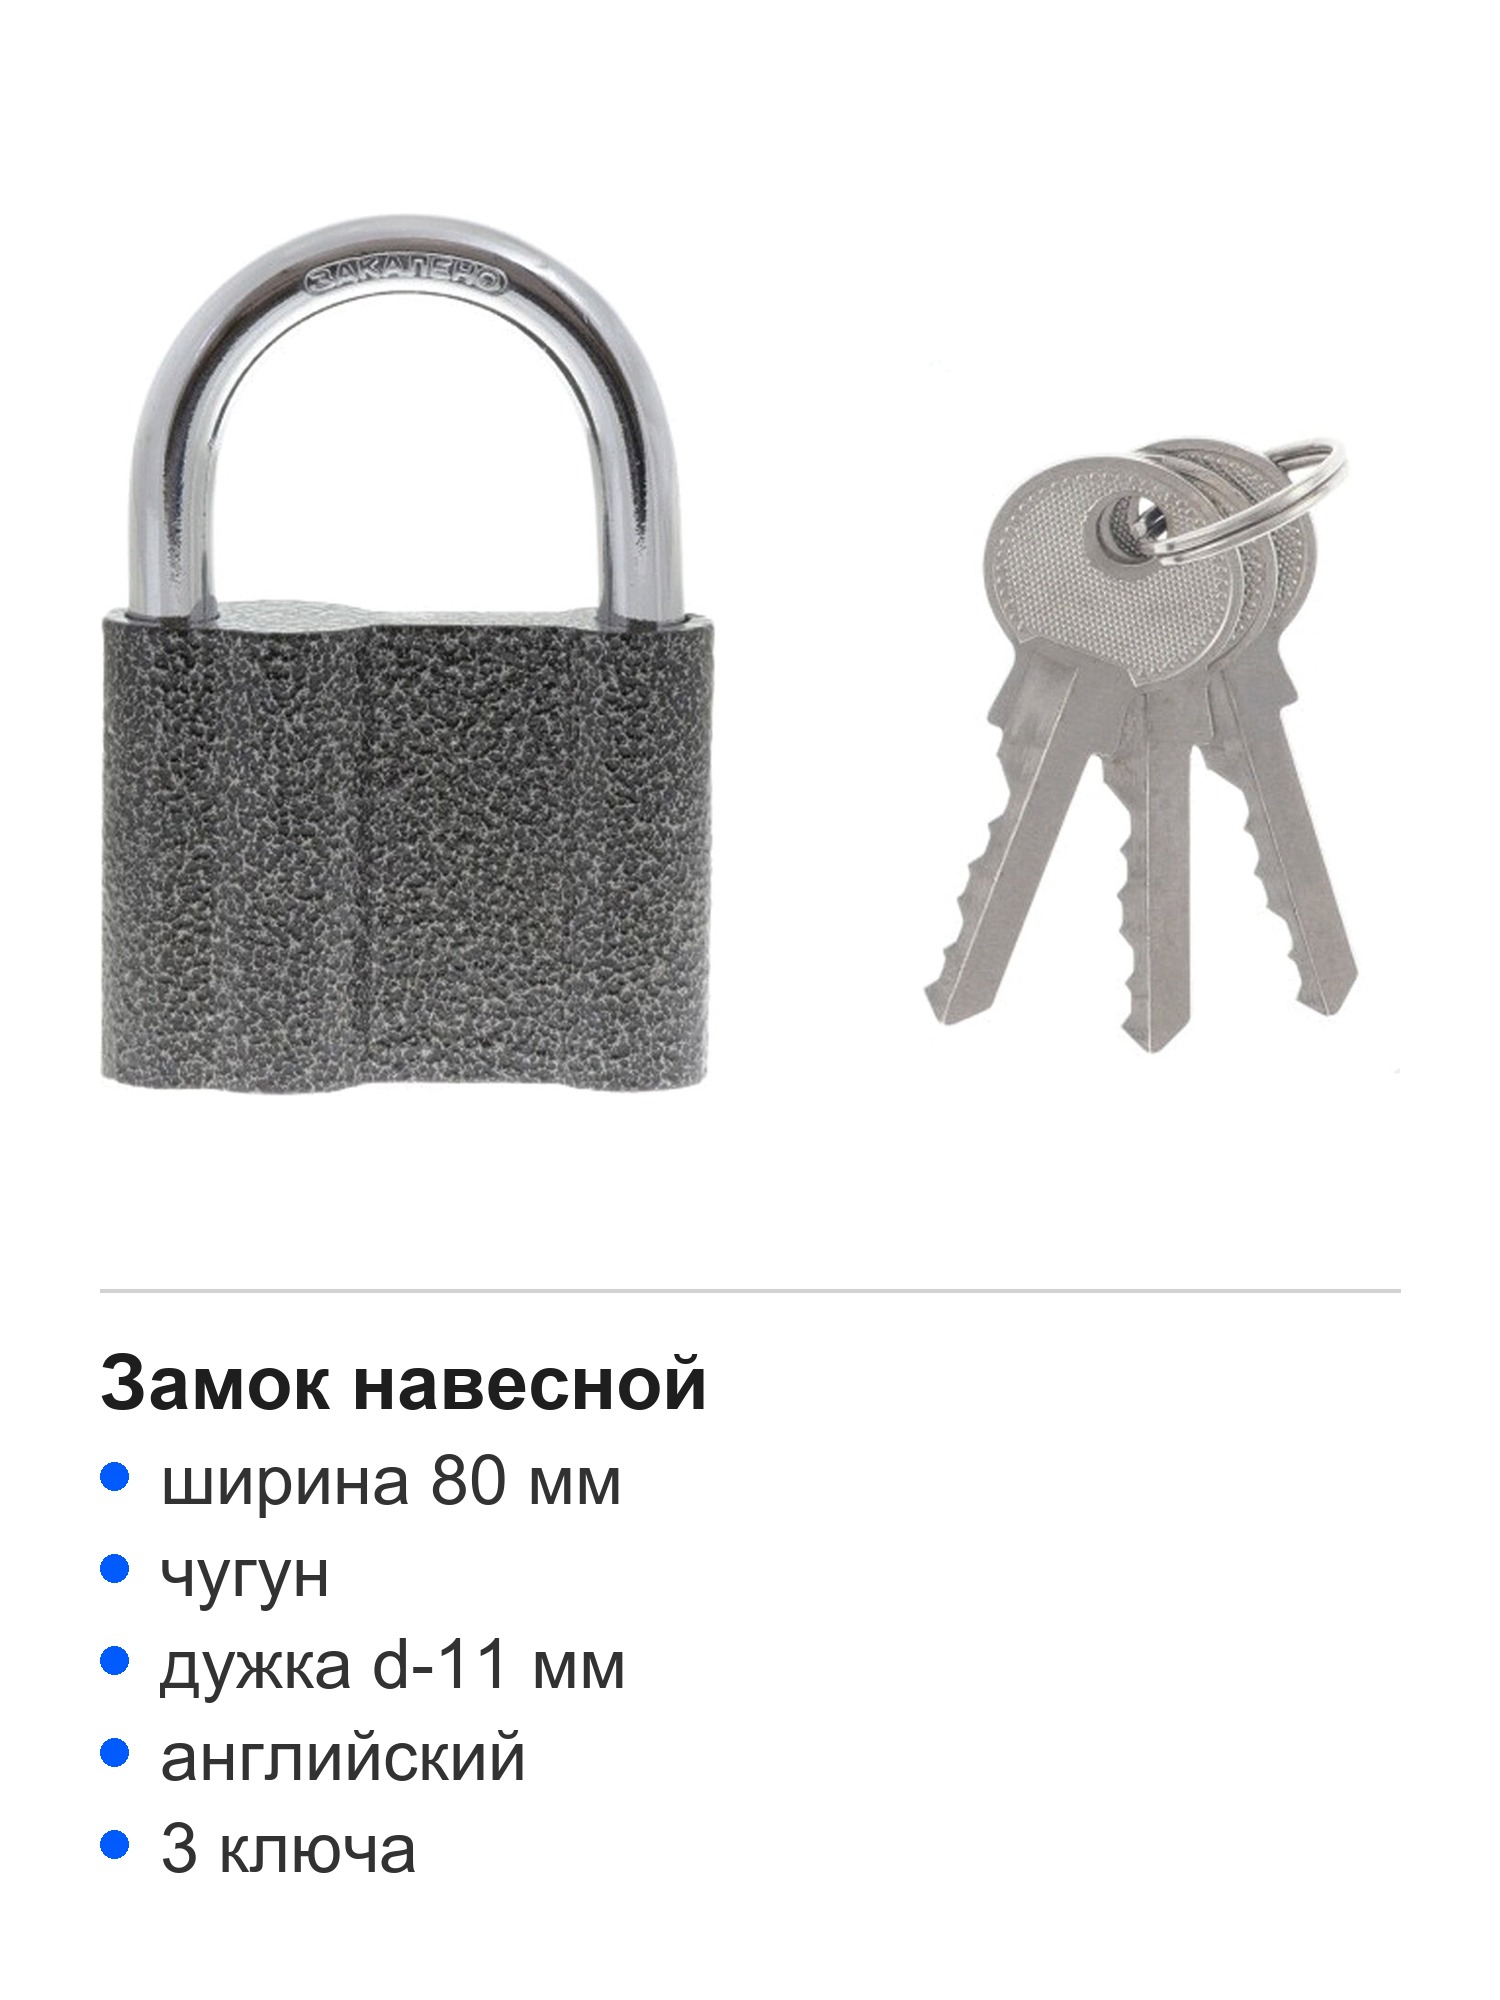 ЗАКАЛЕНО
Замок навесной
ширина 80 мм
чугун
дужка d-11 мм
английский
3 ключа